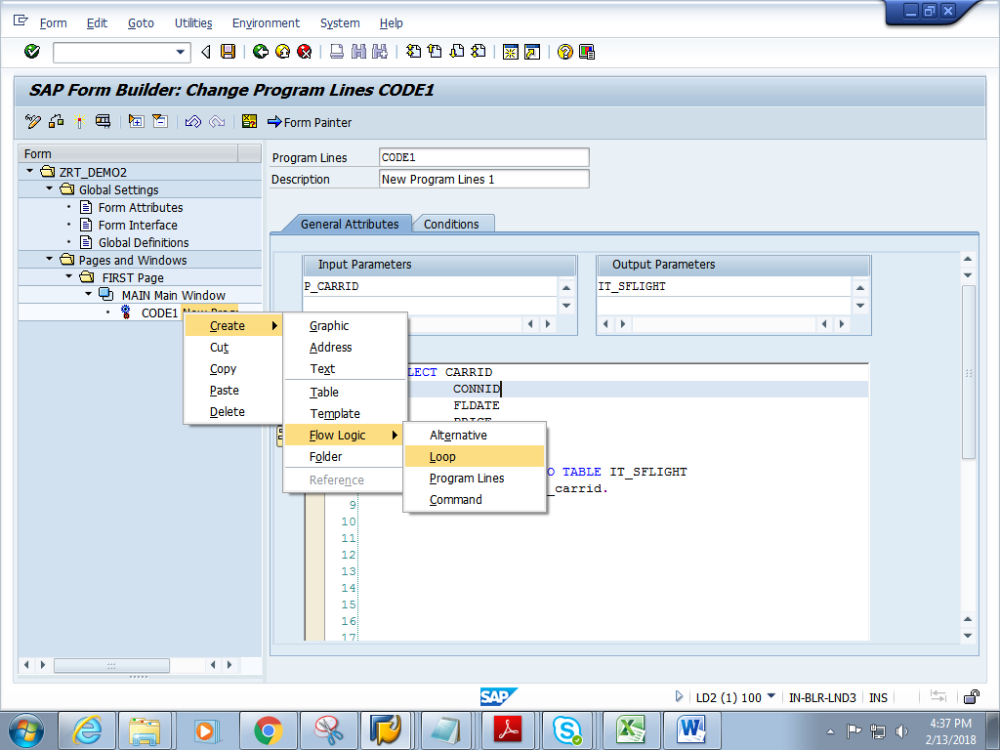 Form Edit Goto Utilities Environment System Help
SAP Form Builder: Change Program Lines CODE1
Form Painter
Form
ZRT_DEMO2
Global Settings
Form Attributes
Form Interface
Global Definitions
Pages and Windows
FIRST Page
MAIN Main Window
CODE1 New Prog
Program Lines CODE1
Description New Program Lines 1
General Attributes Conditions
Input Parameters Output Parameters
P_CARRID IT_SFLIGHT
Create
Cut
Copy
Paste
Delete
Graphic
Address
Text
Table
Template
Flow Logic
Folder
Reference
Alternative
Loop
Program Lines
Command
LECT CARRID
CONNID
FLDATE
PRICE
O TABLE IT_SFLIGHT
_carrid.
9
10
11
12
13
14
15
16
17
SAP
LD2 (1) 100 IN-BLR-LND3 INS
4:37 PM
2/13/2018